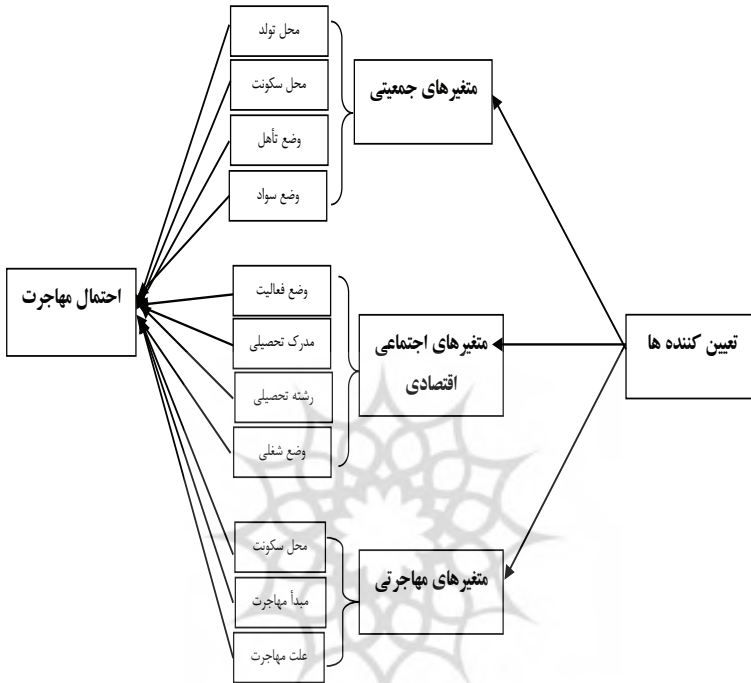 تعیین کننده ها
متغیرهای جمعیتی
محل تولد
محل سکونت
وضع تأهل
وضع سواد
متغیرهای اجتماعی
اقتصادی
وضع فعالیت
مدرک تحصیلی
رشته تحصیلی
وضع شغلی
متغیرهای مهاجرتی
محل سکونت
مبدأ مهاجرت
علت مهاجرت
احتمال مهاجرت